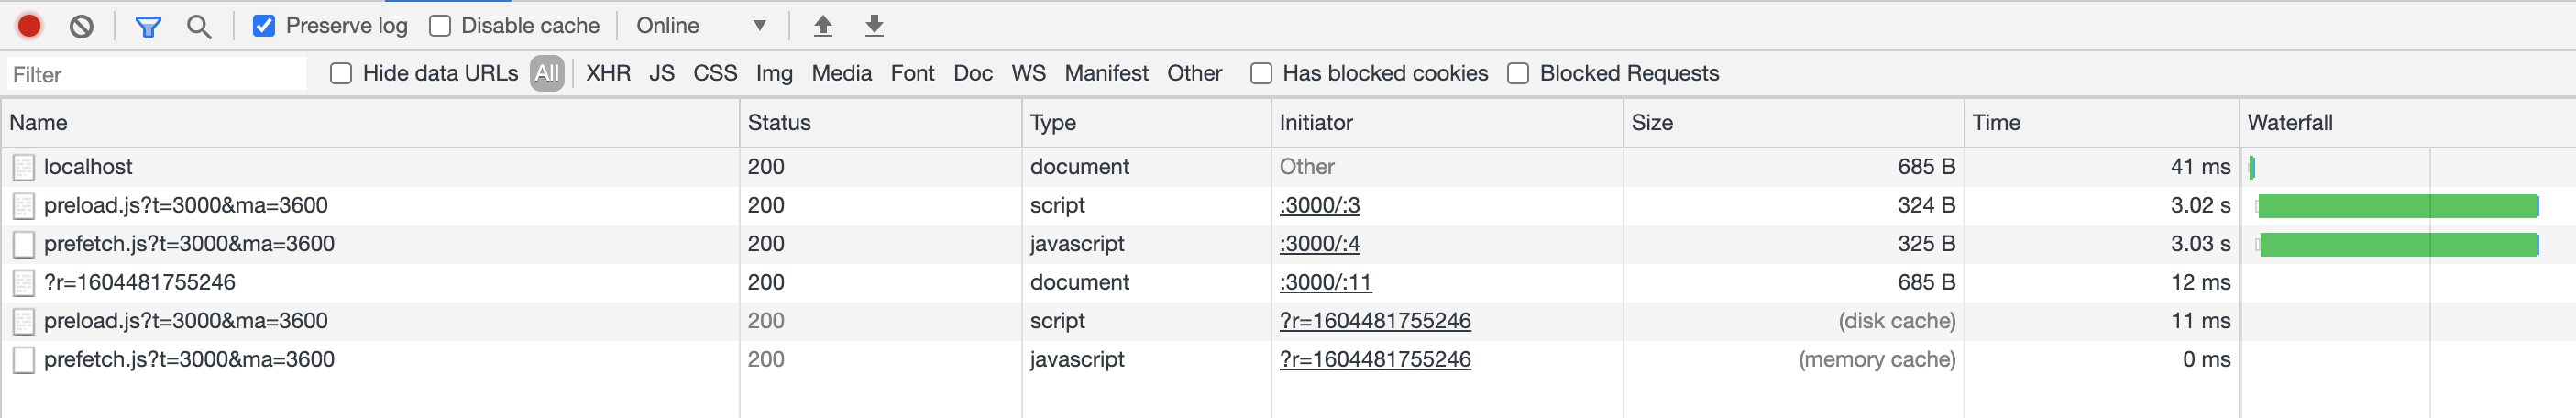 Preserve log Disable cache Online
Filter Hide data URLs All XHR JS CSS Img Media Font Doc WS Manifest Other Has blocked cookies Blocked Requests
Name Status Type Initiator Size Time Waterfall
localhost 200 document Other 685 B 41 ms
preload.js?t=3000&ma=3600 200 script :3000/:3 324 B 3.02 s
prefetch.js?t=3000&ma=3600 200 javascript :3000/:4 325 B 3.03 s
?r=1604481755246 200 document :3000/:11 685 B 12 ms
preload.js?t=3000&ma=3600 200 script ?r=1604481755246 (disk cache) 11 ms
prefetch.js?t=3000&ma=3600 200 javascript ?r=1604481755246 (memory cache) 0 ms